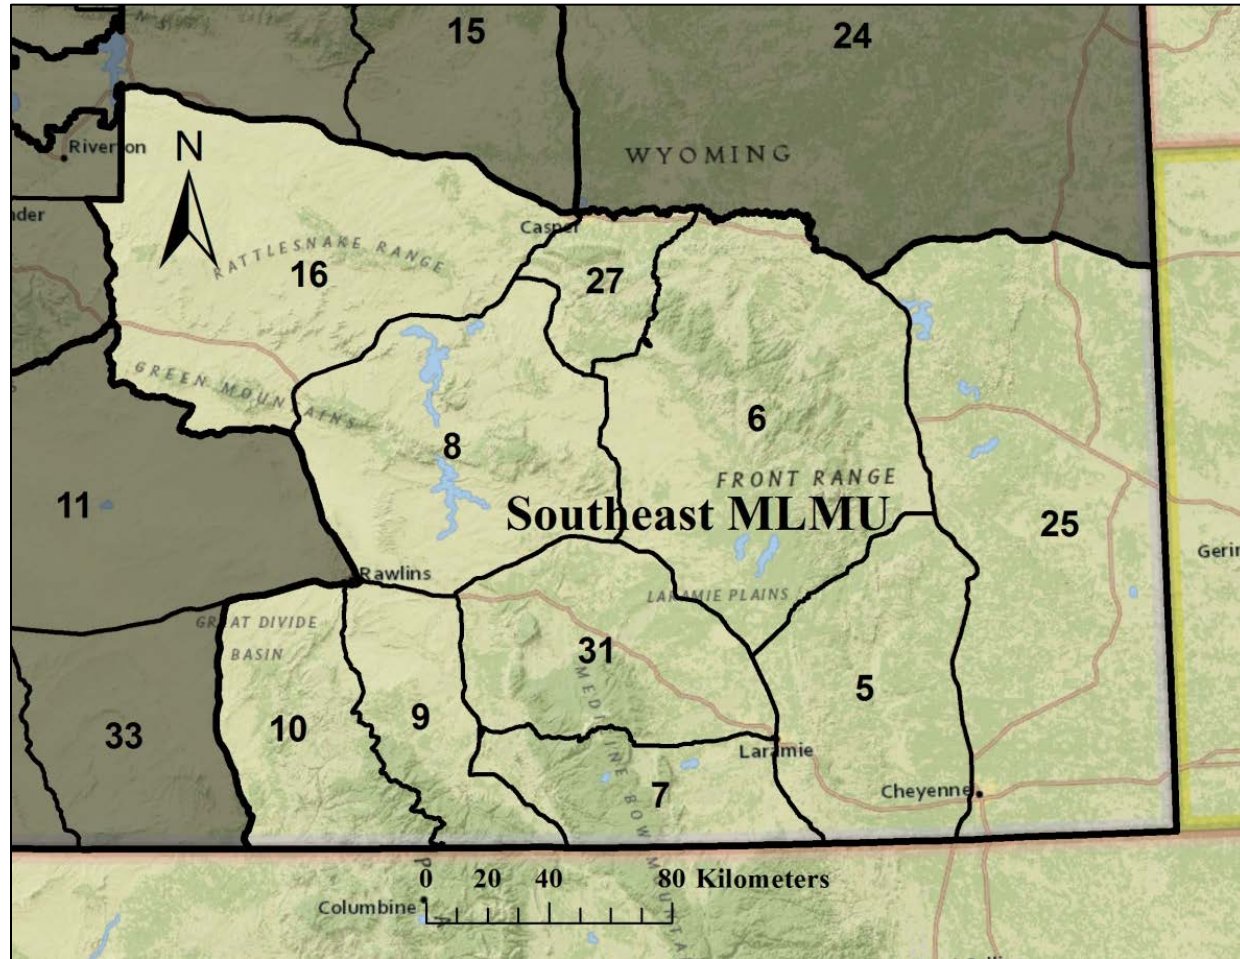 15
24
WYOMING
Riverton
N
nder
Casper
RATTLESNAKE RANGE
16
27
GREEN MOUNTAINS
8
6
FRONT RANGE
11
Southeast MLMU
25
Gerin
Rawlins
LARAMIE PLAINS
GREAT DIVIDE
BASIN
31
5
33
10
9
Laramie
7
Cheyenne
MEDICINE BOW MOUNTA
0 20 40 80 Kilometers
Columbine